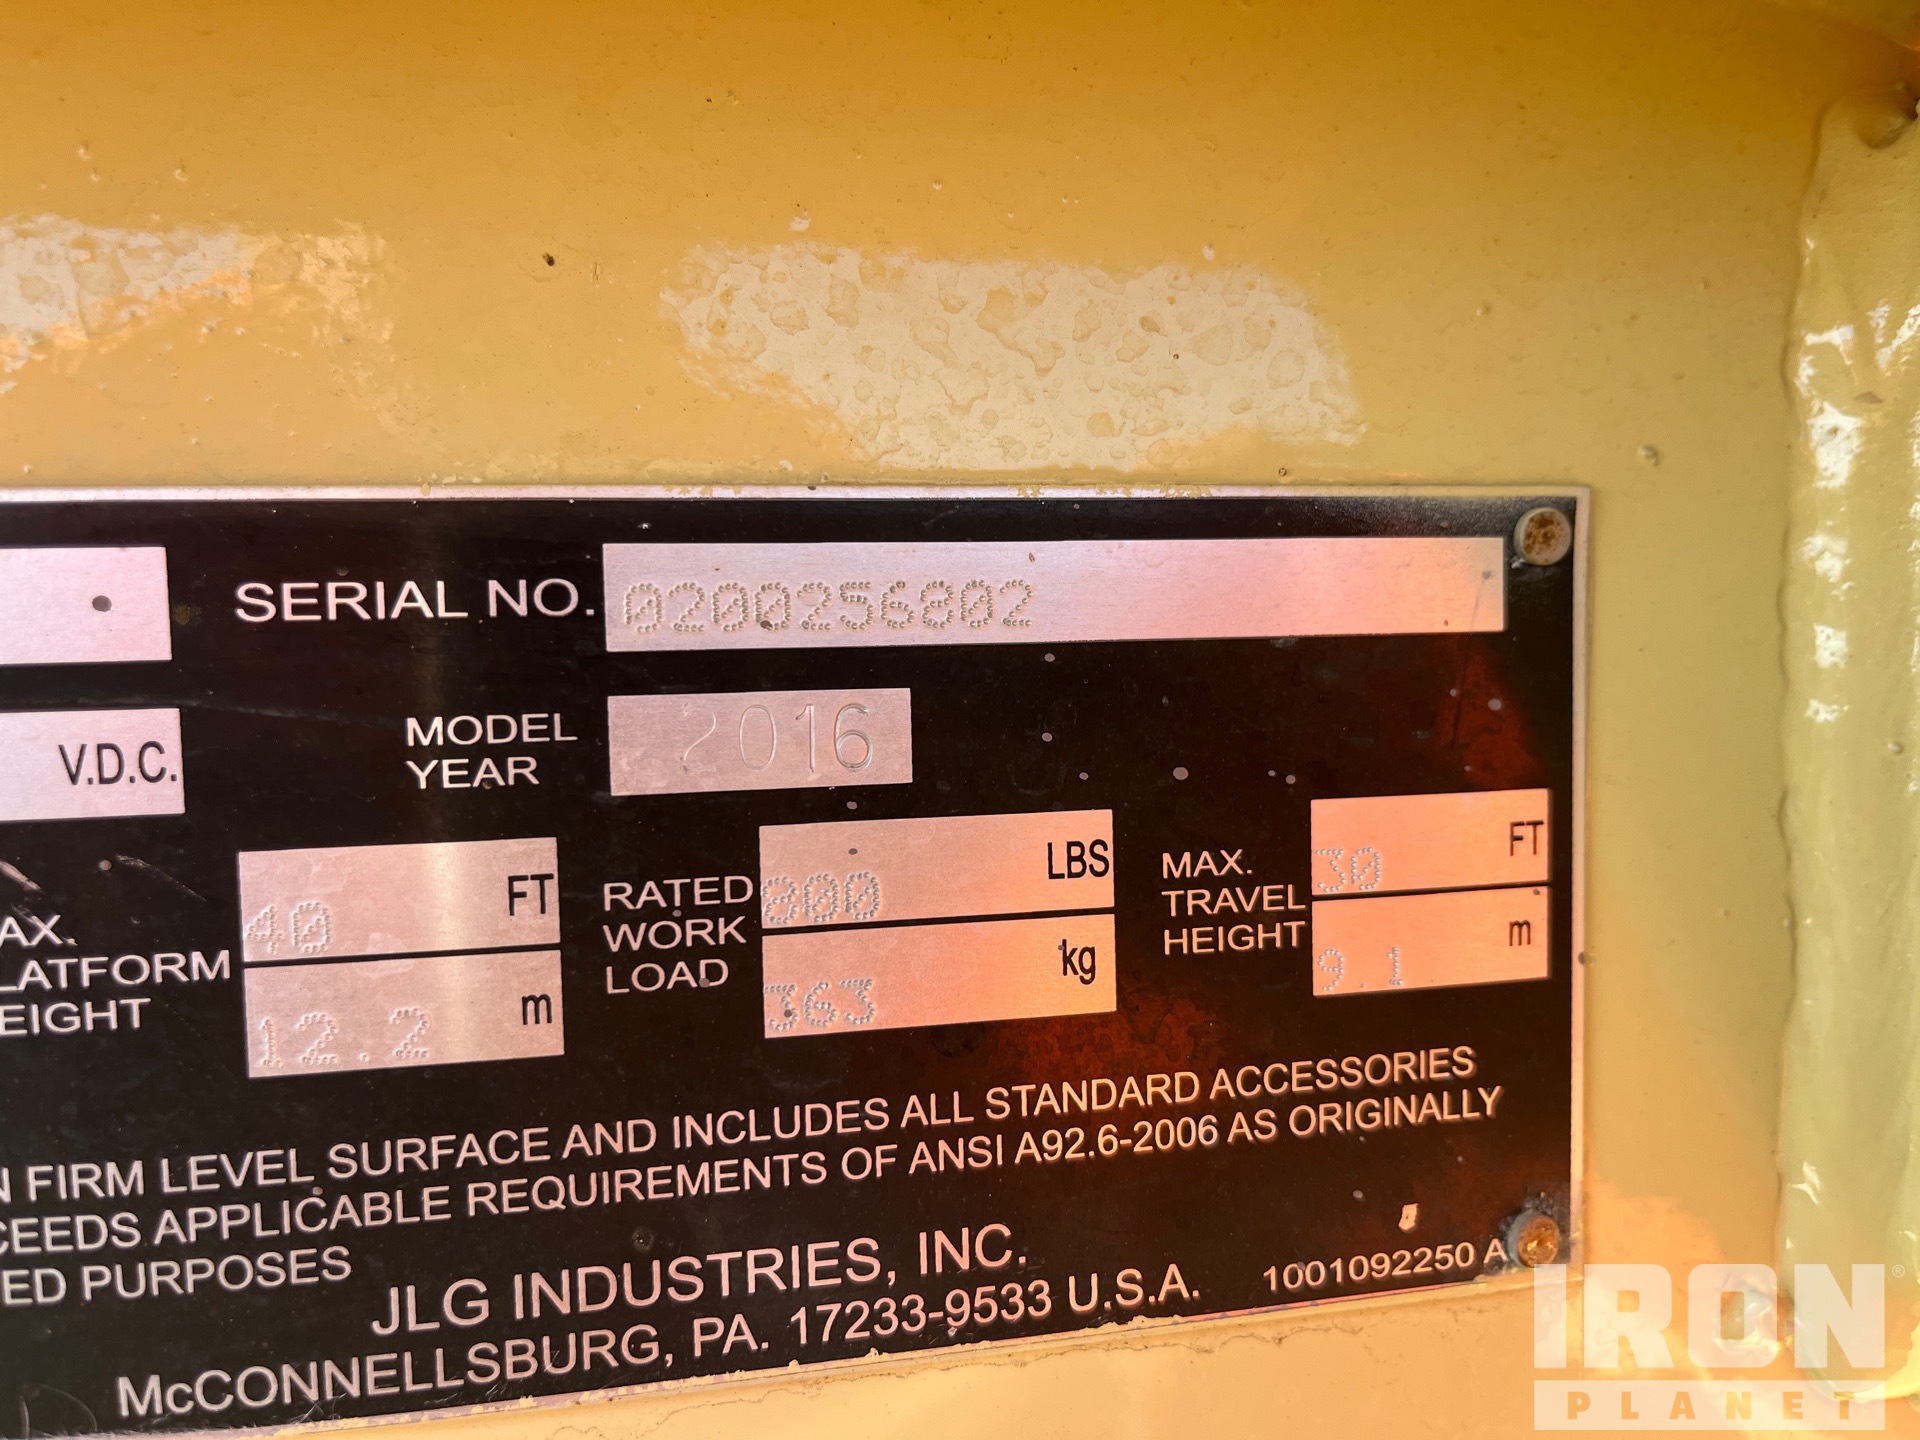 SERIAL NO. 0200256802
V.D.C.
MODEL
YEAR 2016
AX.
LATFORM
EIGHT
40 FT
12.2 m
RATED
WORK
LOAD
800 LBS
363 kg
MAX.
TRAVEL
HEIGHT
30 FT
9.1 m
N FIRM LEVEL SURFACE AND INCLUDES ALL STANDARD ACCESSORIES
CEEDS APPLICABLE REQUIREMENTS OF ANSI A92.6-2006 AS ORIGINALLY
ED PURPOSES
JLG INDUSTRIES, INC.
McCONNELLSBURG, PA. 17233-9533 U.S.A.
1001092250 A
IRON®
PLANET